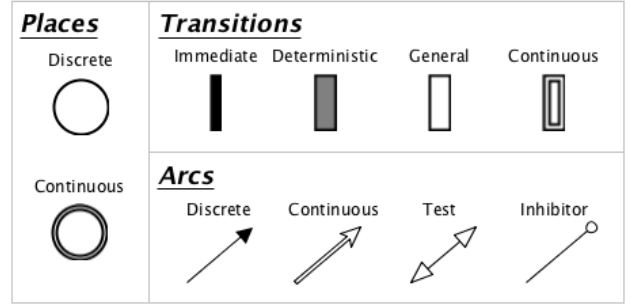 Places
Discrete
Continuous
Transitions
Immediate Deterministic General Continuous
Arcs
Discrete Continuous Test Inhibitor